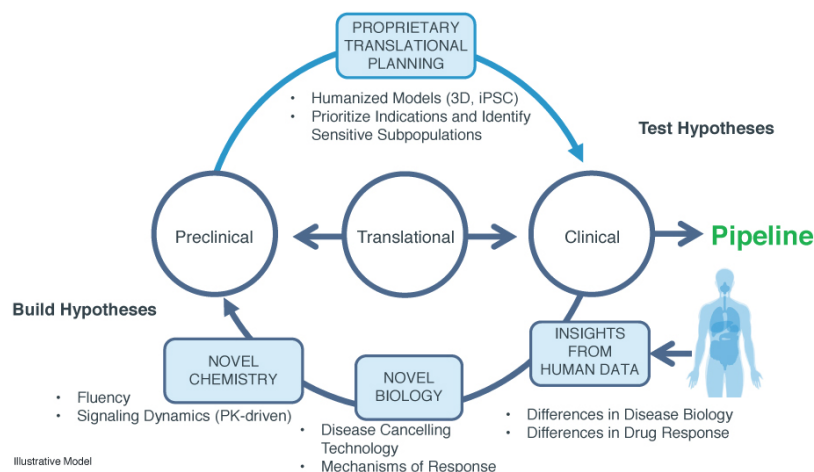 PROPRIETARY
TRANSLATIONAL
PLANNING
• Humanized Models (3D, iPSC)
• Prioritize Indications and Identify
Sensitive Subpopulations
Test Hypotheses
Preclinical
Translational
Clinical
Pipeline
Build Hypotheses
INSIGHTS
FROM
HUMAN DATA
NOVEL
CHEMISTRY
NOVEL
BIOLOGY
• Fluency
• Signaling Dynamics (PK-driven)
• Disease Cancelling
Technology
• Mechanisms of Response
• Differences in Disease Biology
• Differences in Drug Response
Illustrative Model